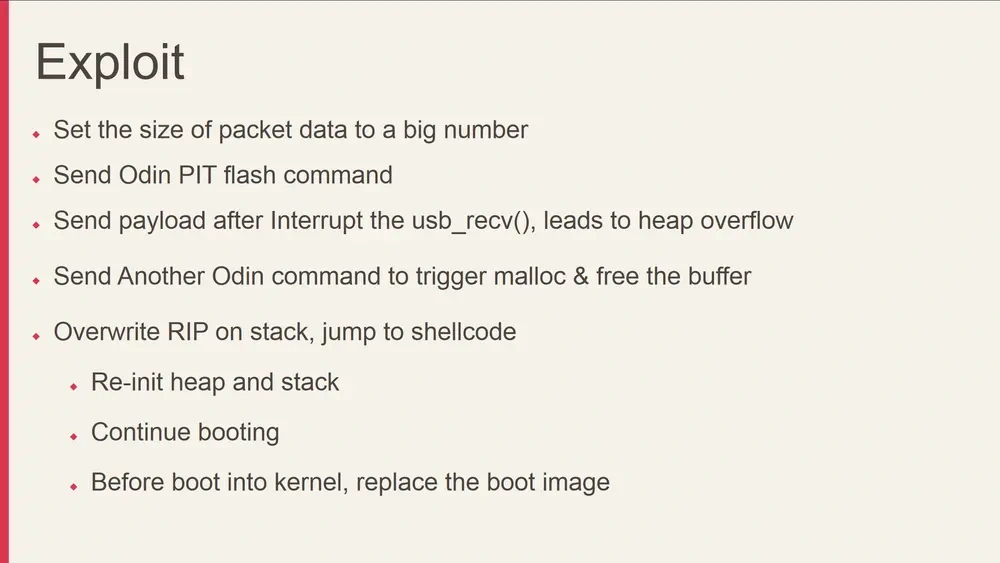 Exploit
Set the size of packet data to a big number
Send Odin PIT flash command
Send payload after Interrupt the usb_recv(), leads to heap overflow
Send Another Odin command to trigger malloc & free the buffer
Overwrite RIP on stack, jump to shellcode
Re-init heap and stack
Continue booting
Before boot into kernel, replace the boot image